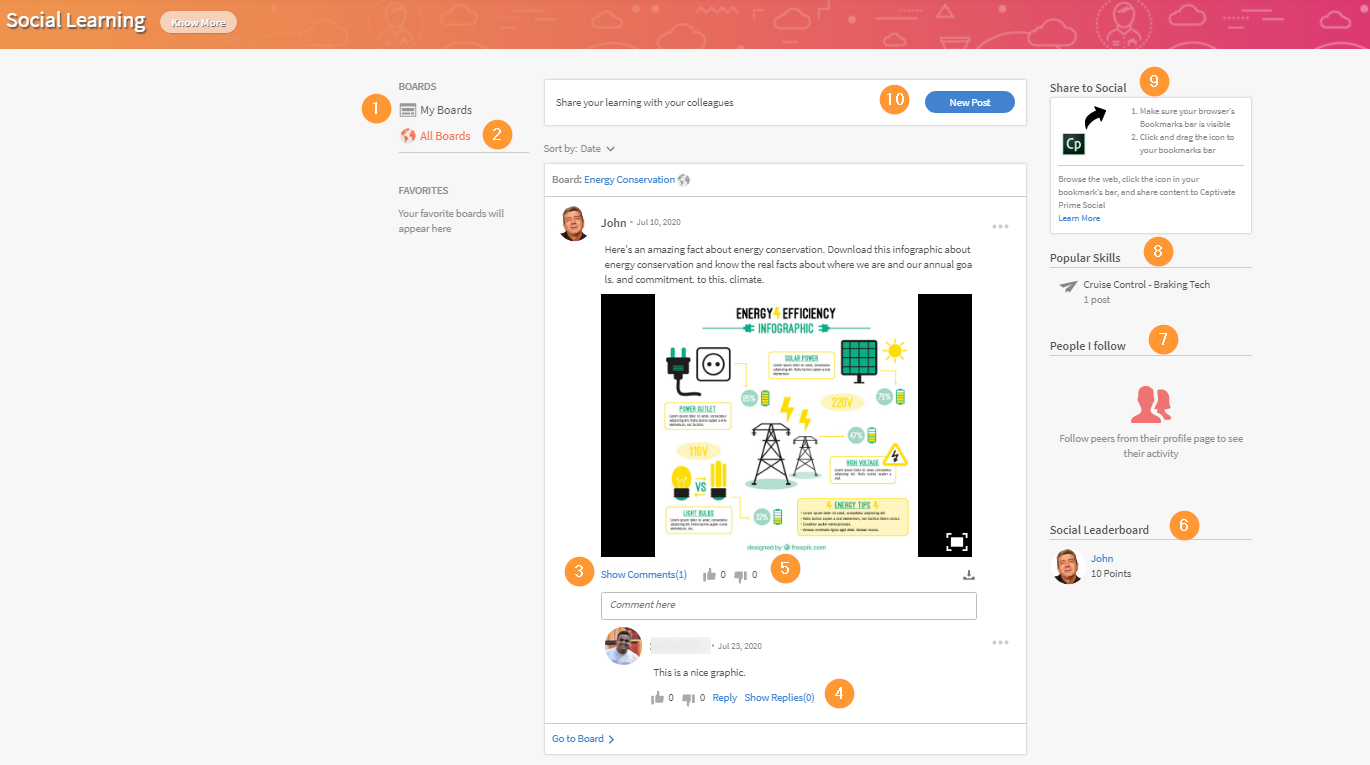 Social Learning
Know More
BOARDS
1
My Boards
All Boards
2
FAVORITES
Your favorite boards will
appear here
Share your learning with your colleagues
10
New Post
Sort by: Date
Board: Energy Conservation
John • Jul 10, 2020
Here's an amazing fact about energy conservation. Download this infographic about
energy conservation and know the real facts about where we are and our annual goa
ls. and commitment. to this. climate.
ENERGY EFFICIENCY
INFOGRAPHIC
SOLAR POWER
85%
78%
POWER OUTLET
220V
47%
110V
HIGH VOLTAGE
VS
LIGHT BULBS
ENERGY TIPS
designed by freepik.com
3
Show Comments(1)
0
0
5
Comment here
• Jul 23, 2020
This is a nice graphic.
0
0
Reply
Show Replies(0)
4
Go to Board
Share to Social
9
1. Make sure your browser's
Bookmarks bar is visible
2. Click and drag the icon to
your bookmarks bar
Cp
Browse the web, click the icon in your
bookmark's bar, and share content to Captivate
Prime Social
Learn More
Popular Skills
8
Cruise Control - Braking Tech
1 post
People I follow
7
Follow peers from their profile page to see
their activity
Social Leaderboard
6
John
10 Points